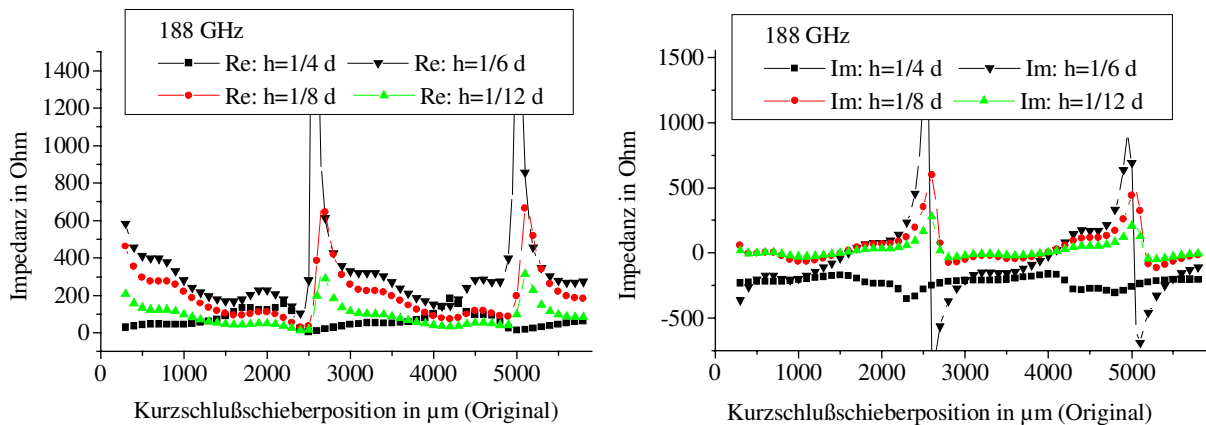 188 GHz
Re: h=1/4 d Re: h=1/6 d
Re: h=1/8 d Re: h=1/12 d
1400
1200
1000
800
600
400
200
0
Impedanz in Ohm
0 1000 2000 3000 4000 5000
Kurzschlußschieberposition in µm (Original)
188 GHz
Im: h=1/4 d Im: h=1/6 d
Im: h=1/8 d Im: h=1/12 d
1500
1000
500
0
-500
Impedanz in Ohm
0 1000 2000 3000 4000 5000
Kurzschlußschieberposition in µm (Original)